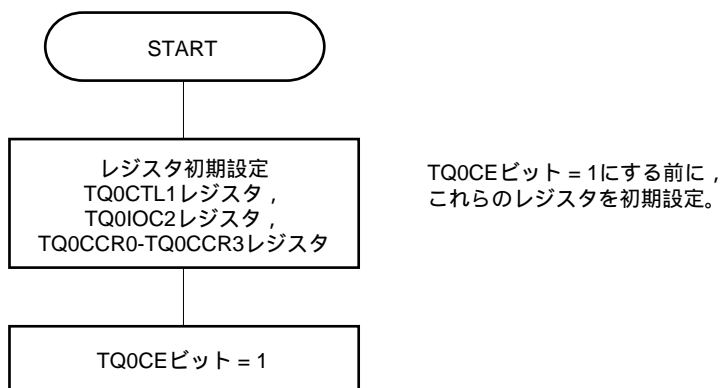 START
レジスタ初期設定
TQ0CTL1レジスタ，
TQ0IOC2レジスタ，
TQ0CCR0-TQ0CCR3レジスタ
TQ0CEビット = 1にする前に，
これらのレジスタを初期設定。
TQ0CEビット = 1